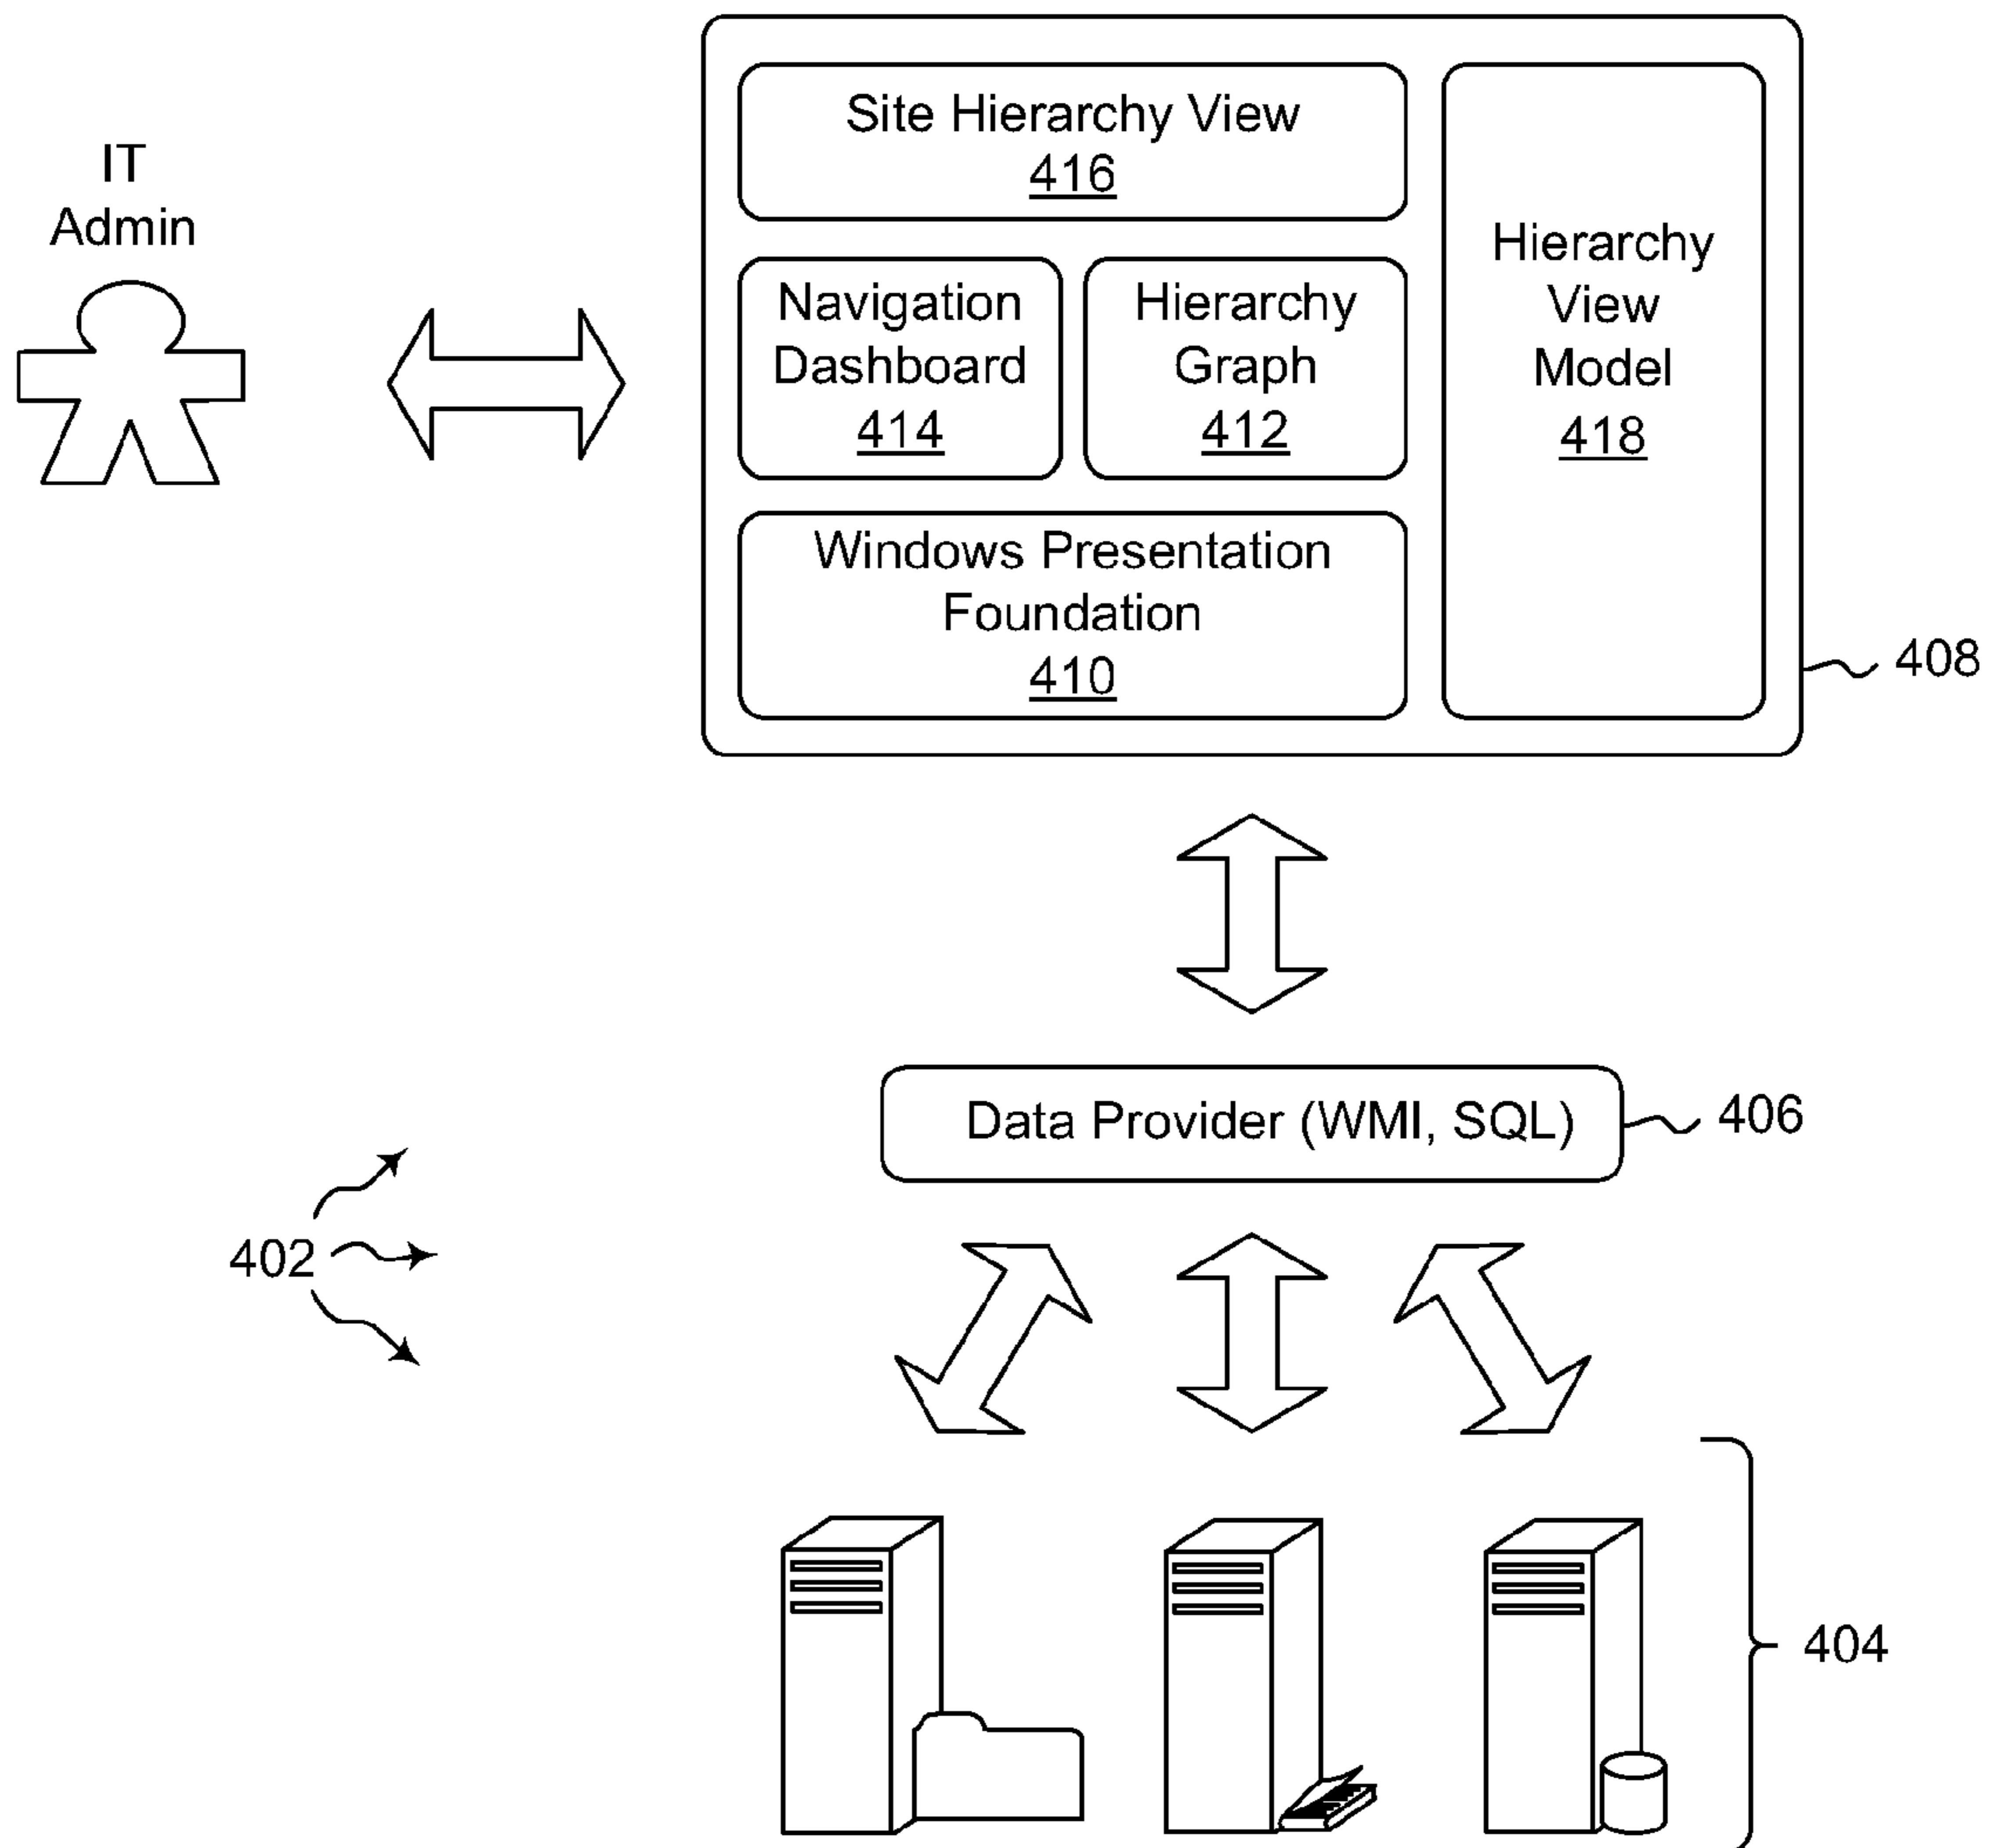 IT
Admin
Site Hierarchy View
416
Navigation
Dashboard
414
Hierarchy
Graph
412
Windows Presentation
Foundation
410
Hierarchy
View
Model
418
408
Data Provider (WMI, SQL)
406
402
404